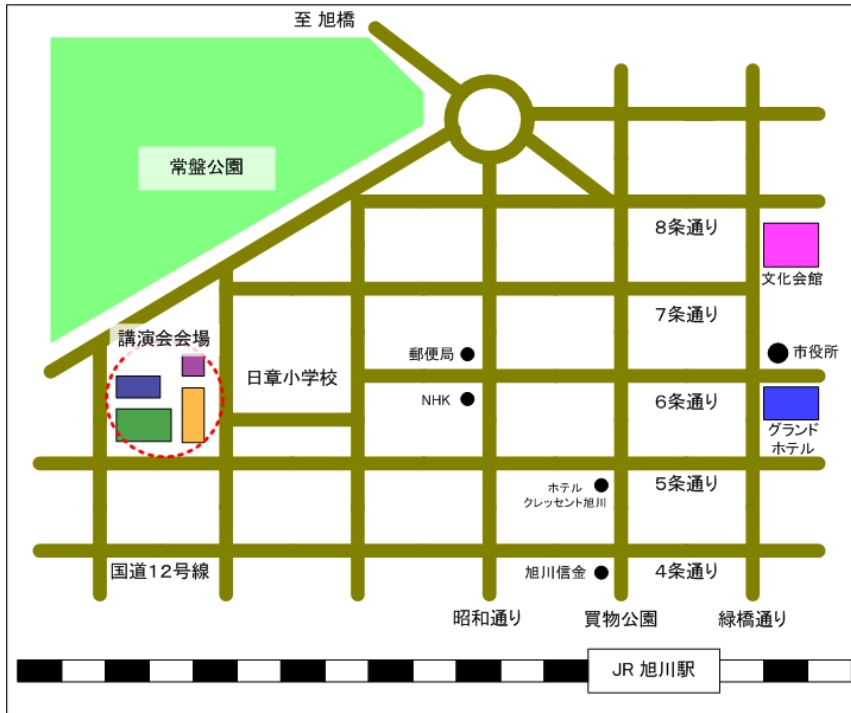 至 旭橋
常盤公園
8条通り
文化会館
7条通り
講演会会場
郵便局
市役所
日章小学校
NHK
6条通り
グランド
ホテル
ホテル
クレッセント旭川
5条通り
国道12号線
旭川信金
4条通り
昭和通り
買物公園
緑橋通り
JR 旭川駅